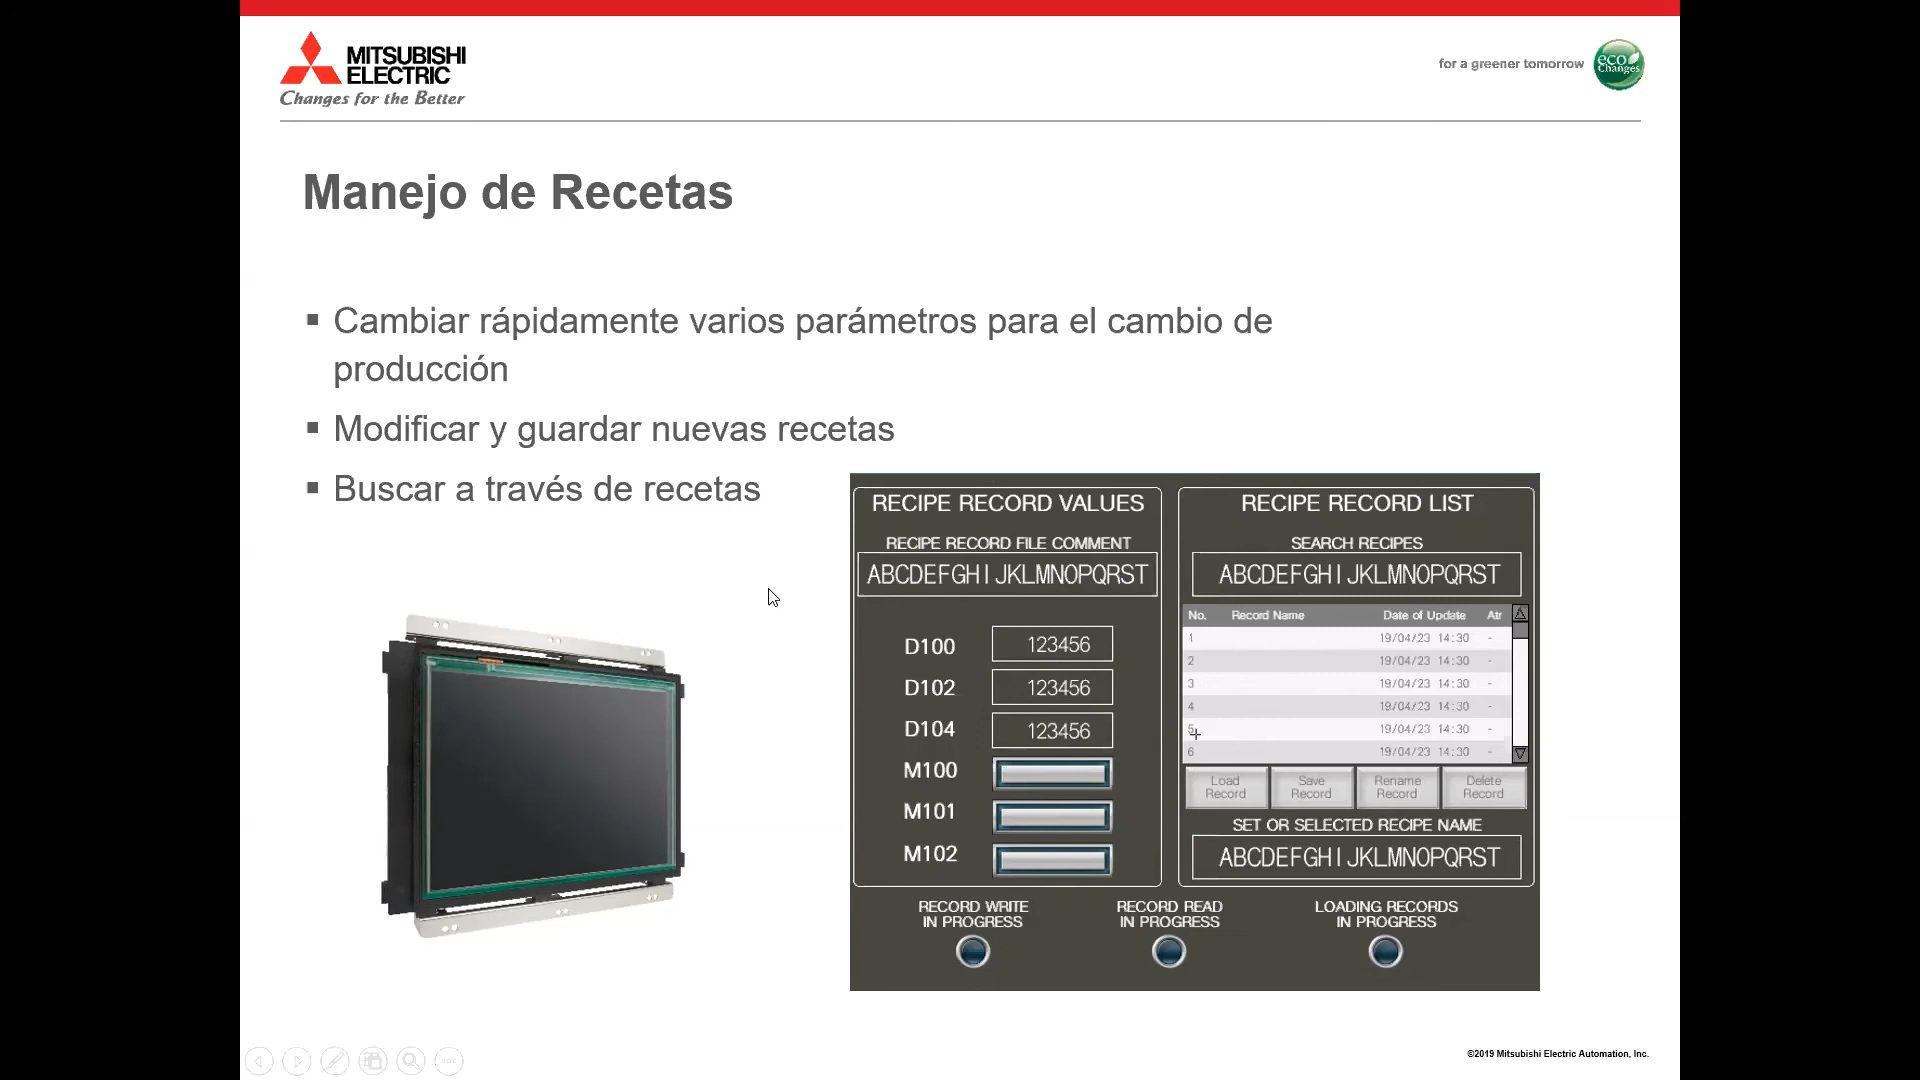 MITSUBISHI
ELECTRIC
Changes for the Better
for a greener tomorrow
eco
Changes
Manejo de Recetas
Cambiar rápidamente varios parámetros para el cambio de
producción
Modificar y guardar nuevas recetas
Buscar a través de recetas
RECIPE RECORD VALUES
RECIPE RECORD FILE COMMENT
ABCDEFGHIJKLMNOPQRST
D100 123456
D102 123456
D104 123456
M100
M101
M102
RECIPE RECORD LIST
SEARCH RECIPES
ABCDEFGHIJKLMNOPQRST
No. Record Name Date of Update Atr
1 19/04/23 14:30 -
2 19/04/23 14:30 -
3 19/04/23 14:30 -
4 19/04/23 14:30 -
5 19/04/23 14:30 -
6 19/04/23 14:30 -
Load Save Rename Delete
Record Record Record Record
SET OR SELECTED RECIPE NAME
ABCDEFGHIJKLMNOPQRST
RECORD WRITE
IN PROGRESS
RECORD READ
IN PROGRESS
LOADING RECORDS
IN PROGRESS
©2019 Mitsubishi Electric Automation, Inc.